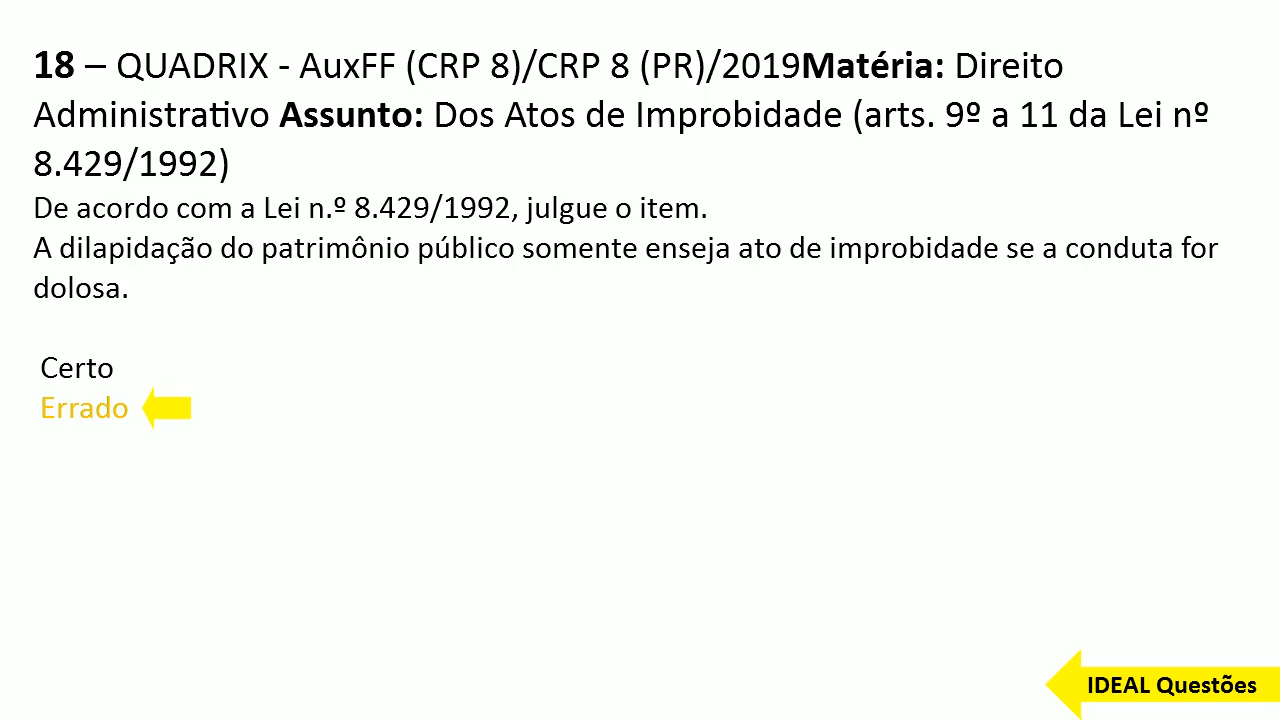 18 – QUADRIX - AuxFF (CRP 8)/CRP 8 (PR)/2019Matéria: Direito
Administrativo Assunto: Dos Atos de Improbidade (arts. 9º a 11 da Lei nº
8.429/1992)
De acordo com a Lei n.º 8.429/1992, julgue o item.
A dilapidação do patrimônio público somente enseja ato de improbidade se a conduta for
dolosa.
Certo
Errado
IDEAL Questões